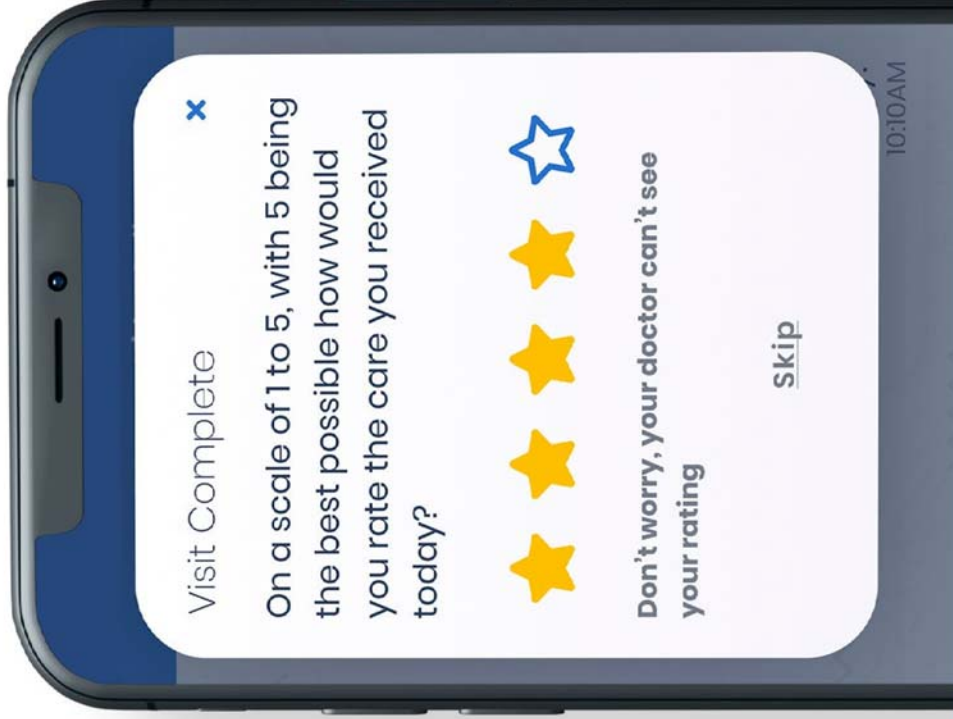 Visit Complete
×
On a scale of 1 to 5, with 5 being
the best possible how would
you rate the care you received
today?
Don't worry, your doctor can't see
your rating
Skip
10:10AM